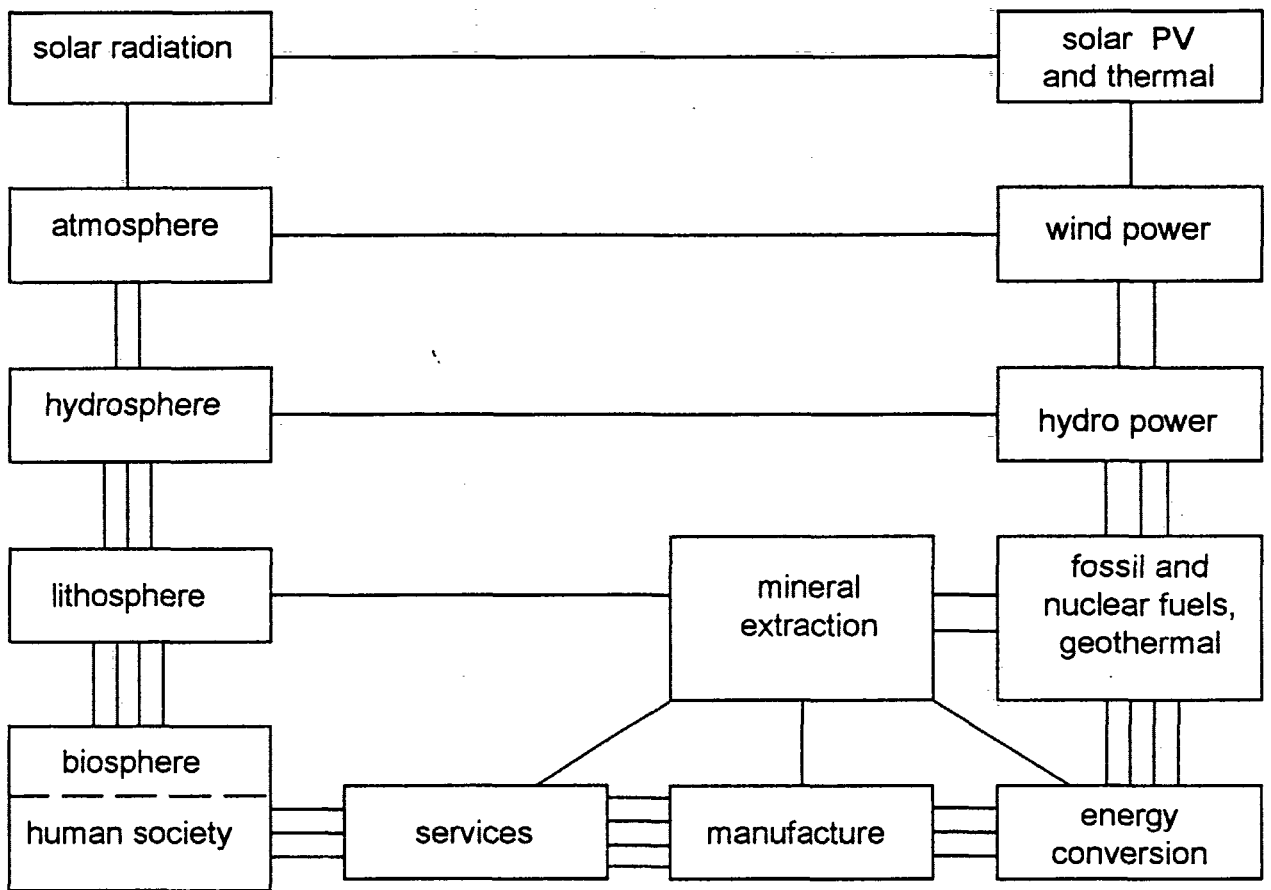 solar radiation
solar PV
and thermal
atmosphere
wind power
hydrosphere
hydro power
lithosphere
mineral
extraction
fossil and
nuclear fuels,
geothermal
biosphere
human society
services
manufacture
energy
conversion